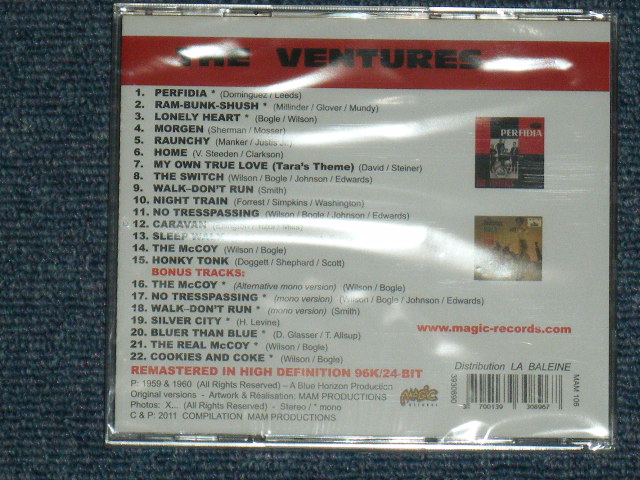 THE VENTURES
1. PERFIDIA * (Dominguez / Leeds)
2. RAM-BUNK-SHUSH * (Millinder / Glover / Mundy)
3. LONELY HEART * (Bogle / Wilson)
4. MORGEN (Sherman / Mosser)
5. RAUNCHY (Manker / Justis Jr.)
6. HOME (V. Steeden / Clarkson)
7. MY OWN TRUE LOVE (Tara's Theme) (David / Steiner)
8. THE SWITCH (Wilson / Bogle / Johnson / Edwards)
9. WALK–DON'T RUN (Smith)
10. NIGHT TRAIN (Forrest / Simpkins / Washington)
11. NO TRESSPASSING (Wilson / Bogle / Johnson / Edwards)
12. CARAVAN
13. SLEEP WALK
14. THE McCOY (Wilson / Bogle)
15. HONKY TONK (Doggett / Shephard / Scott)
BONUS TRACKS:
16. THE McCOY * (Alternative mono version) (Wilson / Bogle)
17. NO TRESSPASSING * (mono version) (Wilson / Bogle / Johnson / Edwards)
18. WALK–DON'T RUN * (mono version) (Smith)
19. SILVER CITY * (H. Levine)
20. BLUER THAN BLUE * (D. Glasser / T. Allsup)
21. THE REAL McCOY * (Wilson / Bogle)
22. COOKIES AND COKE * (Wilson / Bogle)
REMASTERED IN HIGH DEFINITION 96K/24-BIT
P: 1959 & 1960 (All Rights Reserved) – A Blue Horizon Production
Original versions - Artwork & Réalisation: MAM PRODUCTIONS
Photos: X... (All Rights Reserved) - Stereo / * mono
C & P: 2011 COMPILATION MAM PRODUCTIONS
PERFIDIA
www.magic-records.com
Distribution LA BALEINE
MAGIC
RECORDS
3930890
3 700139 308967
MAM 106